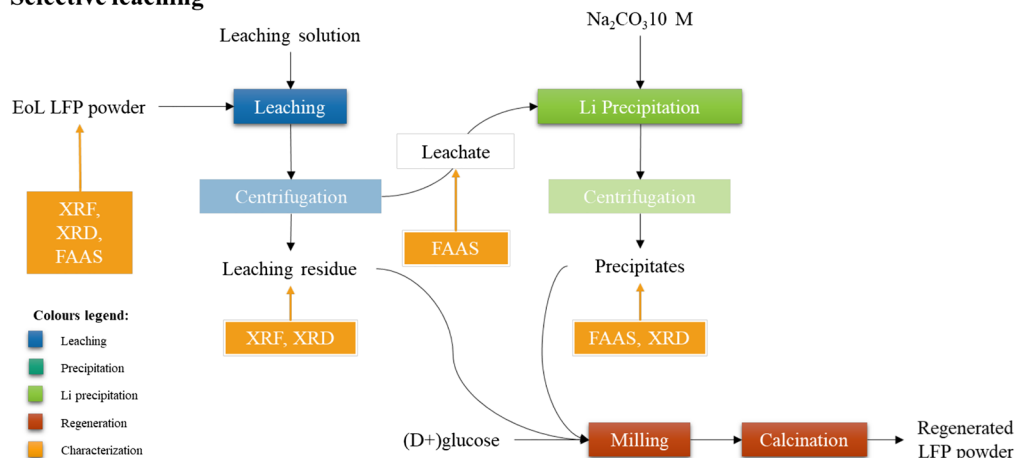 Selective leaching
Leaching solution
Na₂CO₃10 M
EoL LFP powder
Leaching
Li Precipitation
Leachate
Centrifugation
Centrifugation
XRF,
XRD,
FAAS
FAAS
Leaching residue
Precipitates
XRF, XRD
FAAS, XRD
Colours legend:
Leaching
Precipitation
Li precipitation
Regeneration
Characterization
(D+)glucose
Milling
Calcination
Regenerated
LFP powder